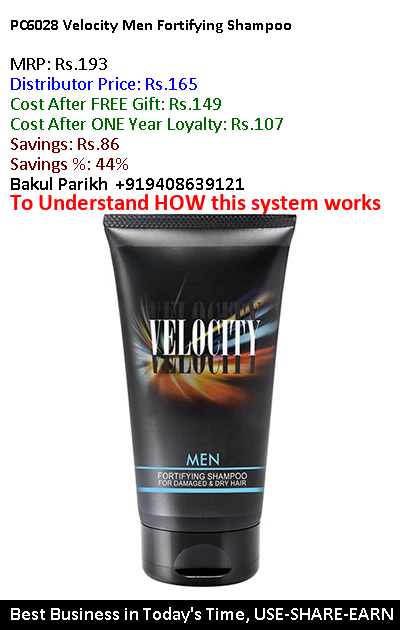 PC6028 Velocity Men Fortifying Shampoo
MRP: Rs.193
Distributor Price: Rs.165
Cost After FREE Gift: Rs.149
Cost After ONE Year Loyalty: Rs.107
Savings: Rs.86
Savings %: 44%
Bakul Parikh +919408639121
To Understand HOW this system works
VELOCITY
VELOCITY
VELOCITY
MEN
FORTIFYING SHAMPOO
FOR DAMAGED & DRY HAIR
Best Business in Today's Time, USE-SHARE-EARN